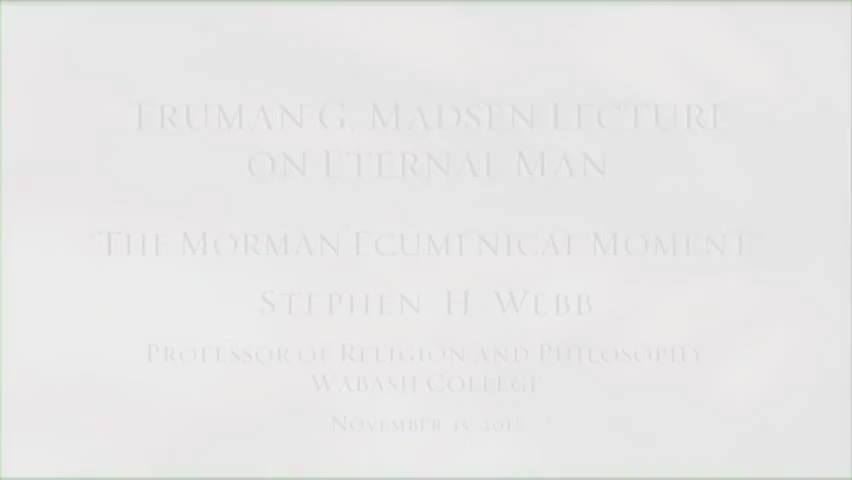 TRUMAN G. MADSEN LECTURE
ON ETERNAL MAN
THE MORMAN ECUMENICAL MOMENT
STEPHEN H. WEBB
PROFESSOR OF RELIGION AND PHILOSOPHY
WABASH COLLEGE
NOVEMBER